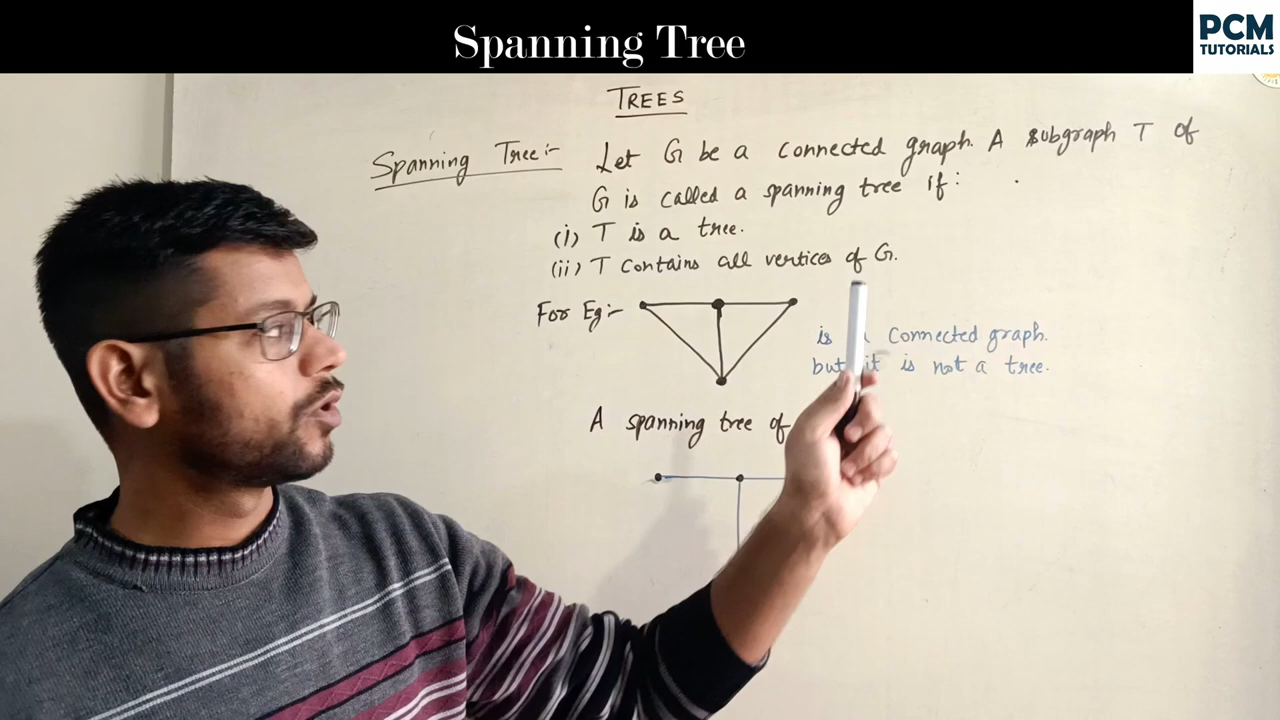 Spanning Tree
PCM
TUTORIALS
TREES
Spanning Tree:- Let G be a connected graph. A subgraph T of
G is called a spanning tree if:
(i) T is a tree.
(ii) T contains all vertices of G.
For Eg:-
is connected graph.
but it is not a tree.
A spanning tree of